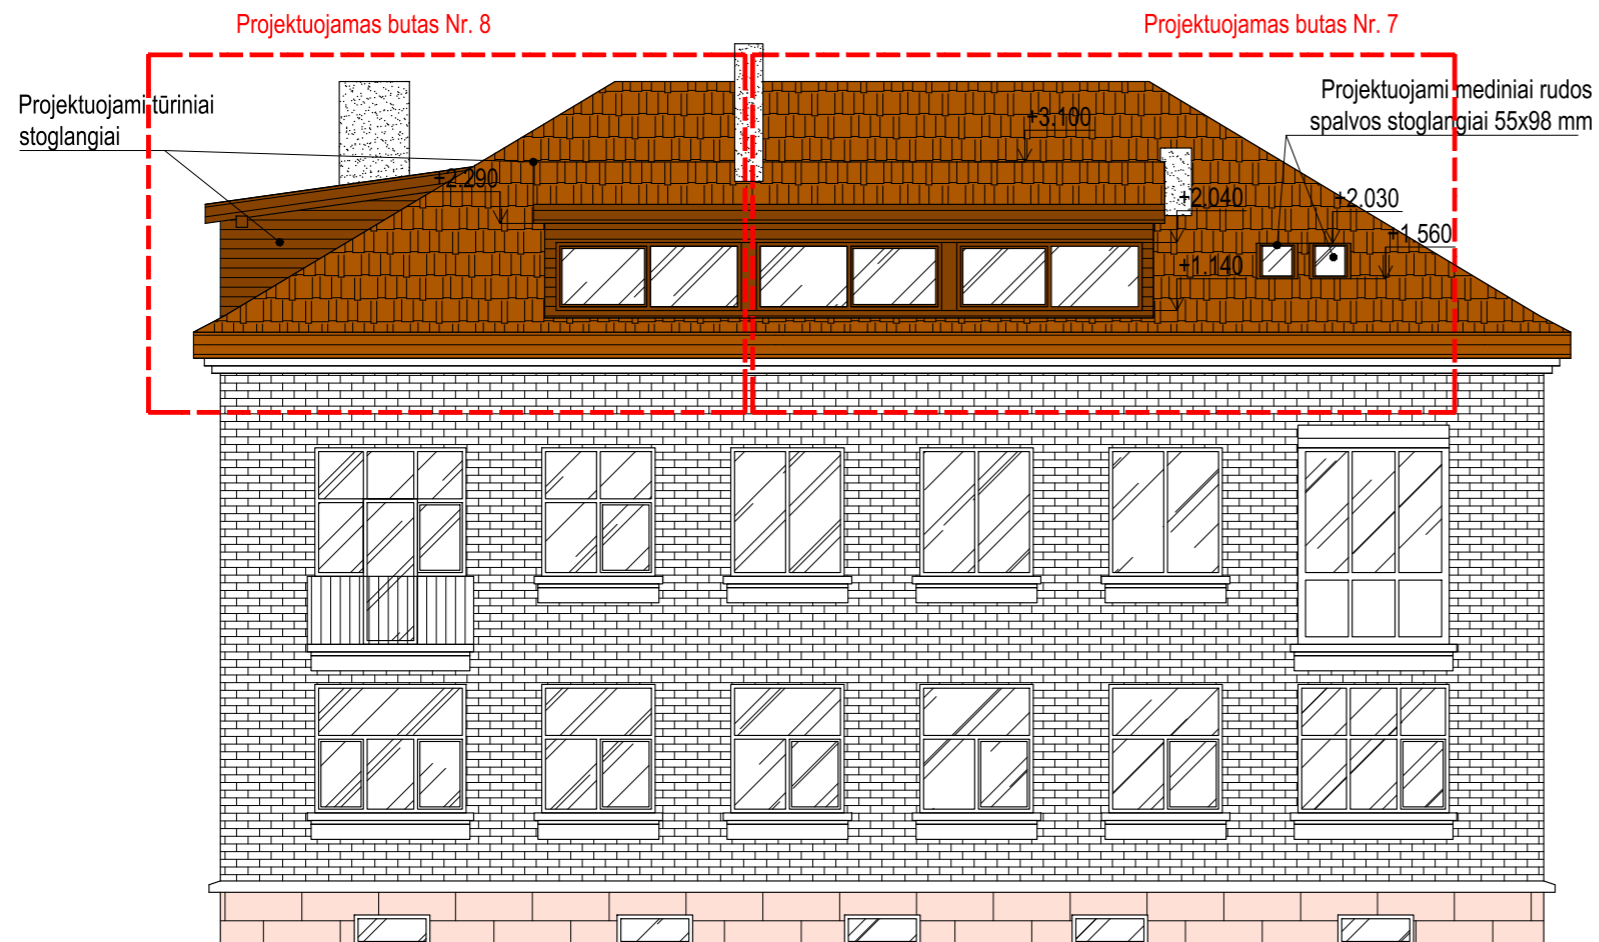 Projektuojamas butas Nr. 8
Projektuojamas butas Nr. 7
Projektuojami tūriniai
stoglangiai
Projektuojami mediniai rudos
spalvos stoglangiai 55x98 mm
+3.100
+2.290
+2.040
+2.030
+1.560
+1.140